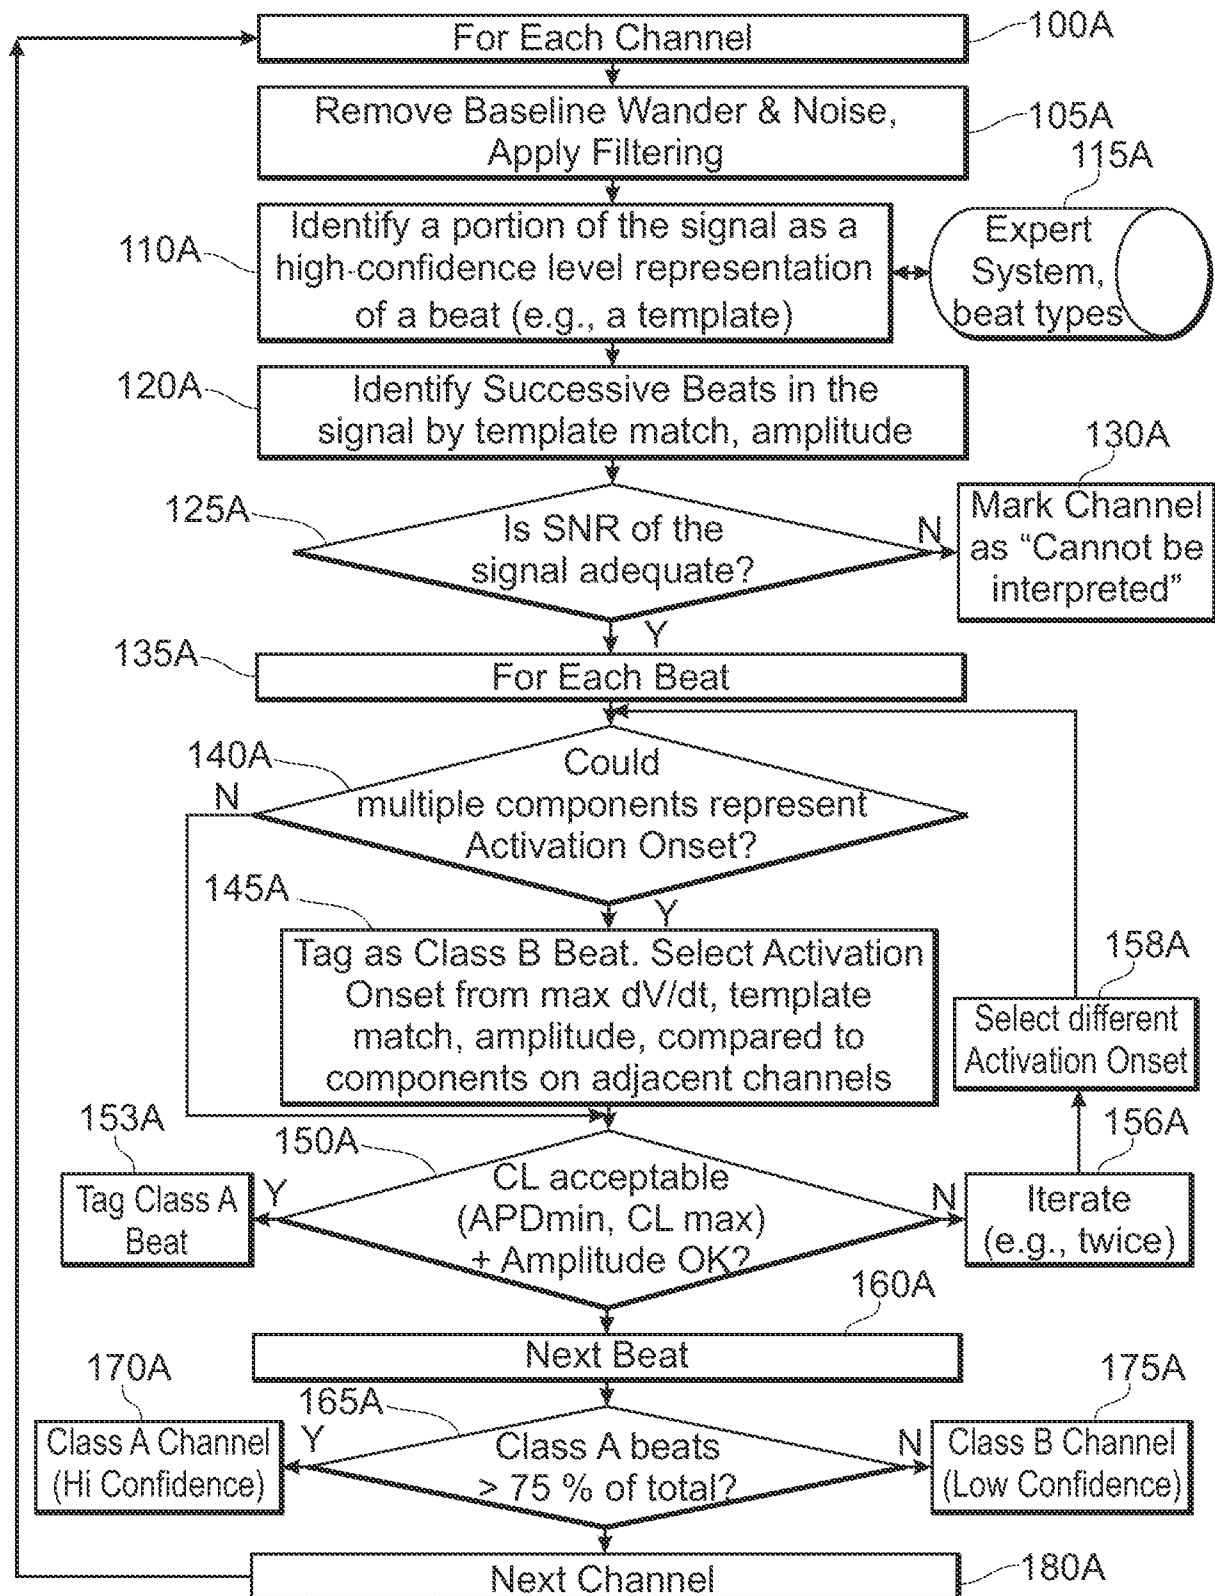 For Each Channel
100A
Remove Baseline Wander & Noise,
Apply Filtering
105A
115A
110A
Identify a portion of the signal as a
high-confidence level representation
of a beat (e.g., a template)
Expert
System,
beat types
120A
Identify Successive Beats in the
signal by template match, amplitude
125A
Is SNR of the
signal adequate?
N
130A
Mark Channel
as “Cannot be
interpreted”
Y
135A
For Each Beat
140A
N
Could
multiple components represent
Activation Onset?
145A
Y
Tag as Class B Beat. Select Activation
Onset from max dV/dt, template
match, amplitude, compared to
components on adjacent channels
158A
Select different
Activation Onset
153A
150A
156A
Tag Class A
Beat
Y
CL acceptable
(APDmin, CL max)
+ Amplitude OK?
N
Iterate
(e.g., twice)
160A
Next Beat
170A
165A
175A
Class A Channel
(Hi Confidence)
Y
Class A beats
> 75 % of total?
N
Class B Channel
(Low Confidence)
Next Channel
180A